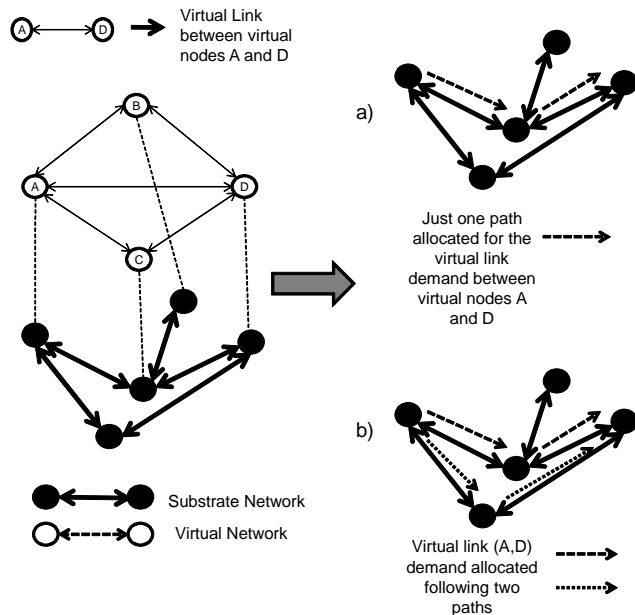 A
D
Virtual Link
between virtual
nodes A and D
B
A
D
C
Substrate Network
Virtual Network
a)
Just one path
allocated for the
virtual link
demand between
virtual nodes A
and D
b)
Virtual link (A,D)
demand allocated
following two
paths